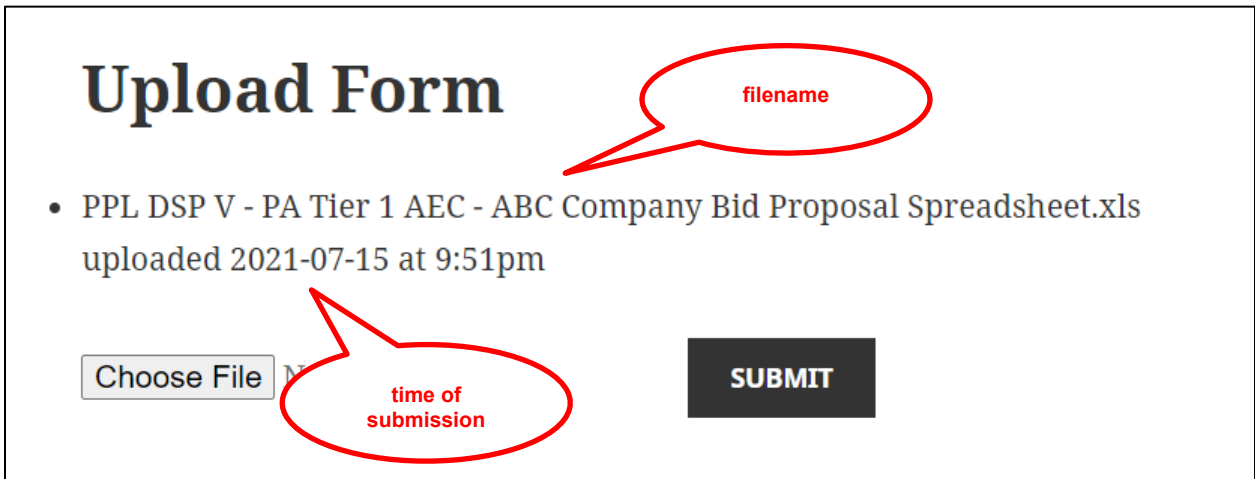 Upload Form
filename
• PPL DSP V - PA Tier 1 AEC - ABC Company Bid Proposal Spreadsheet.xls
uploaded 2021-07-15 at 9:51pm
Choose File
time of
submission
SUBMIT